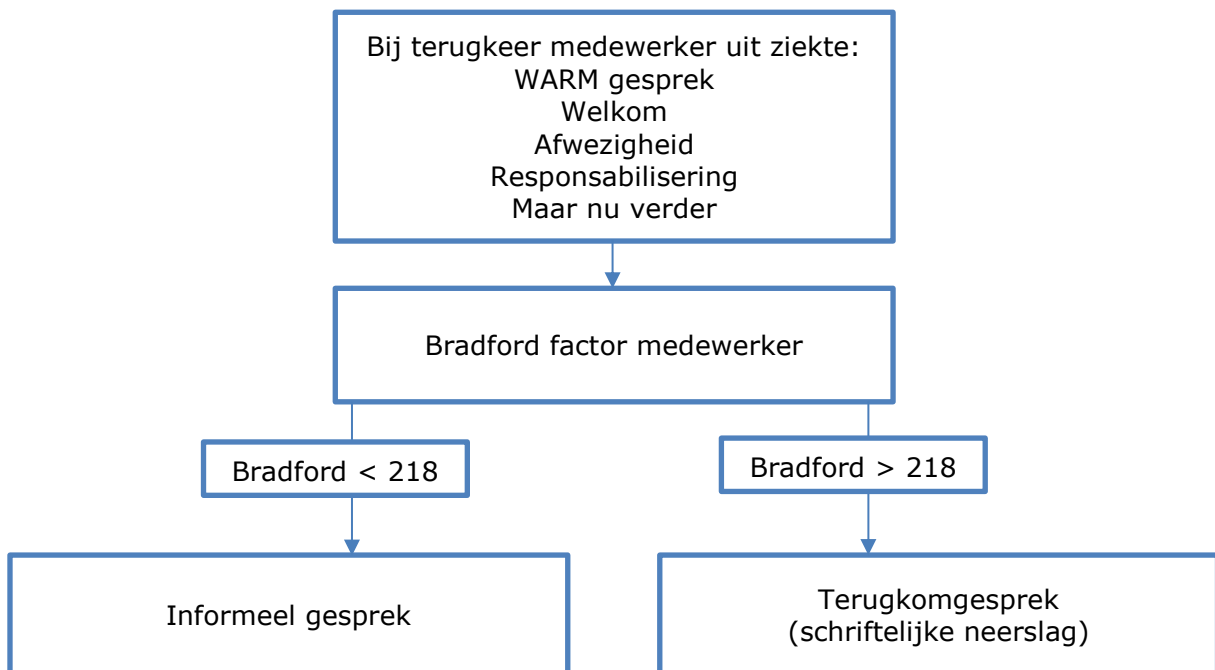 Bij terugkeer medewerker uit ziekte:
WARM gesprek
Welkom
Afwezigheid
Responsabilisering
Maar nu verder
Bradford factor medewerker
Bradford < 218
Bradford > 218
Informeel gesprek
Terugkomgesprek
(schriftelijke neerslag)